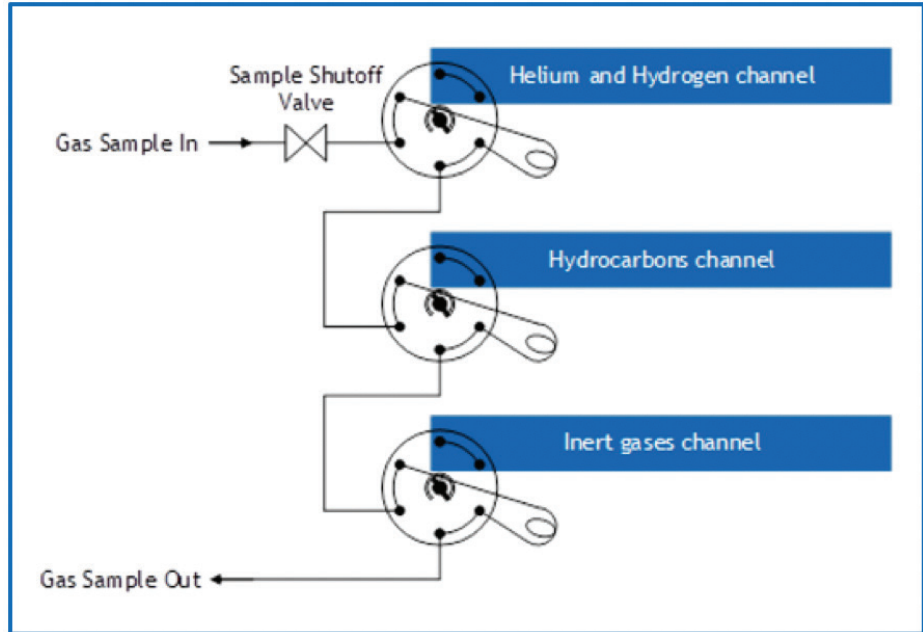 Sample Shutoff
Valve
Helium and Hydrogen channel
Gas Sample In
Hydrocarbons channel
Inert gases channel
Gas Sample Out